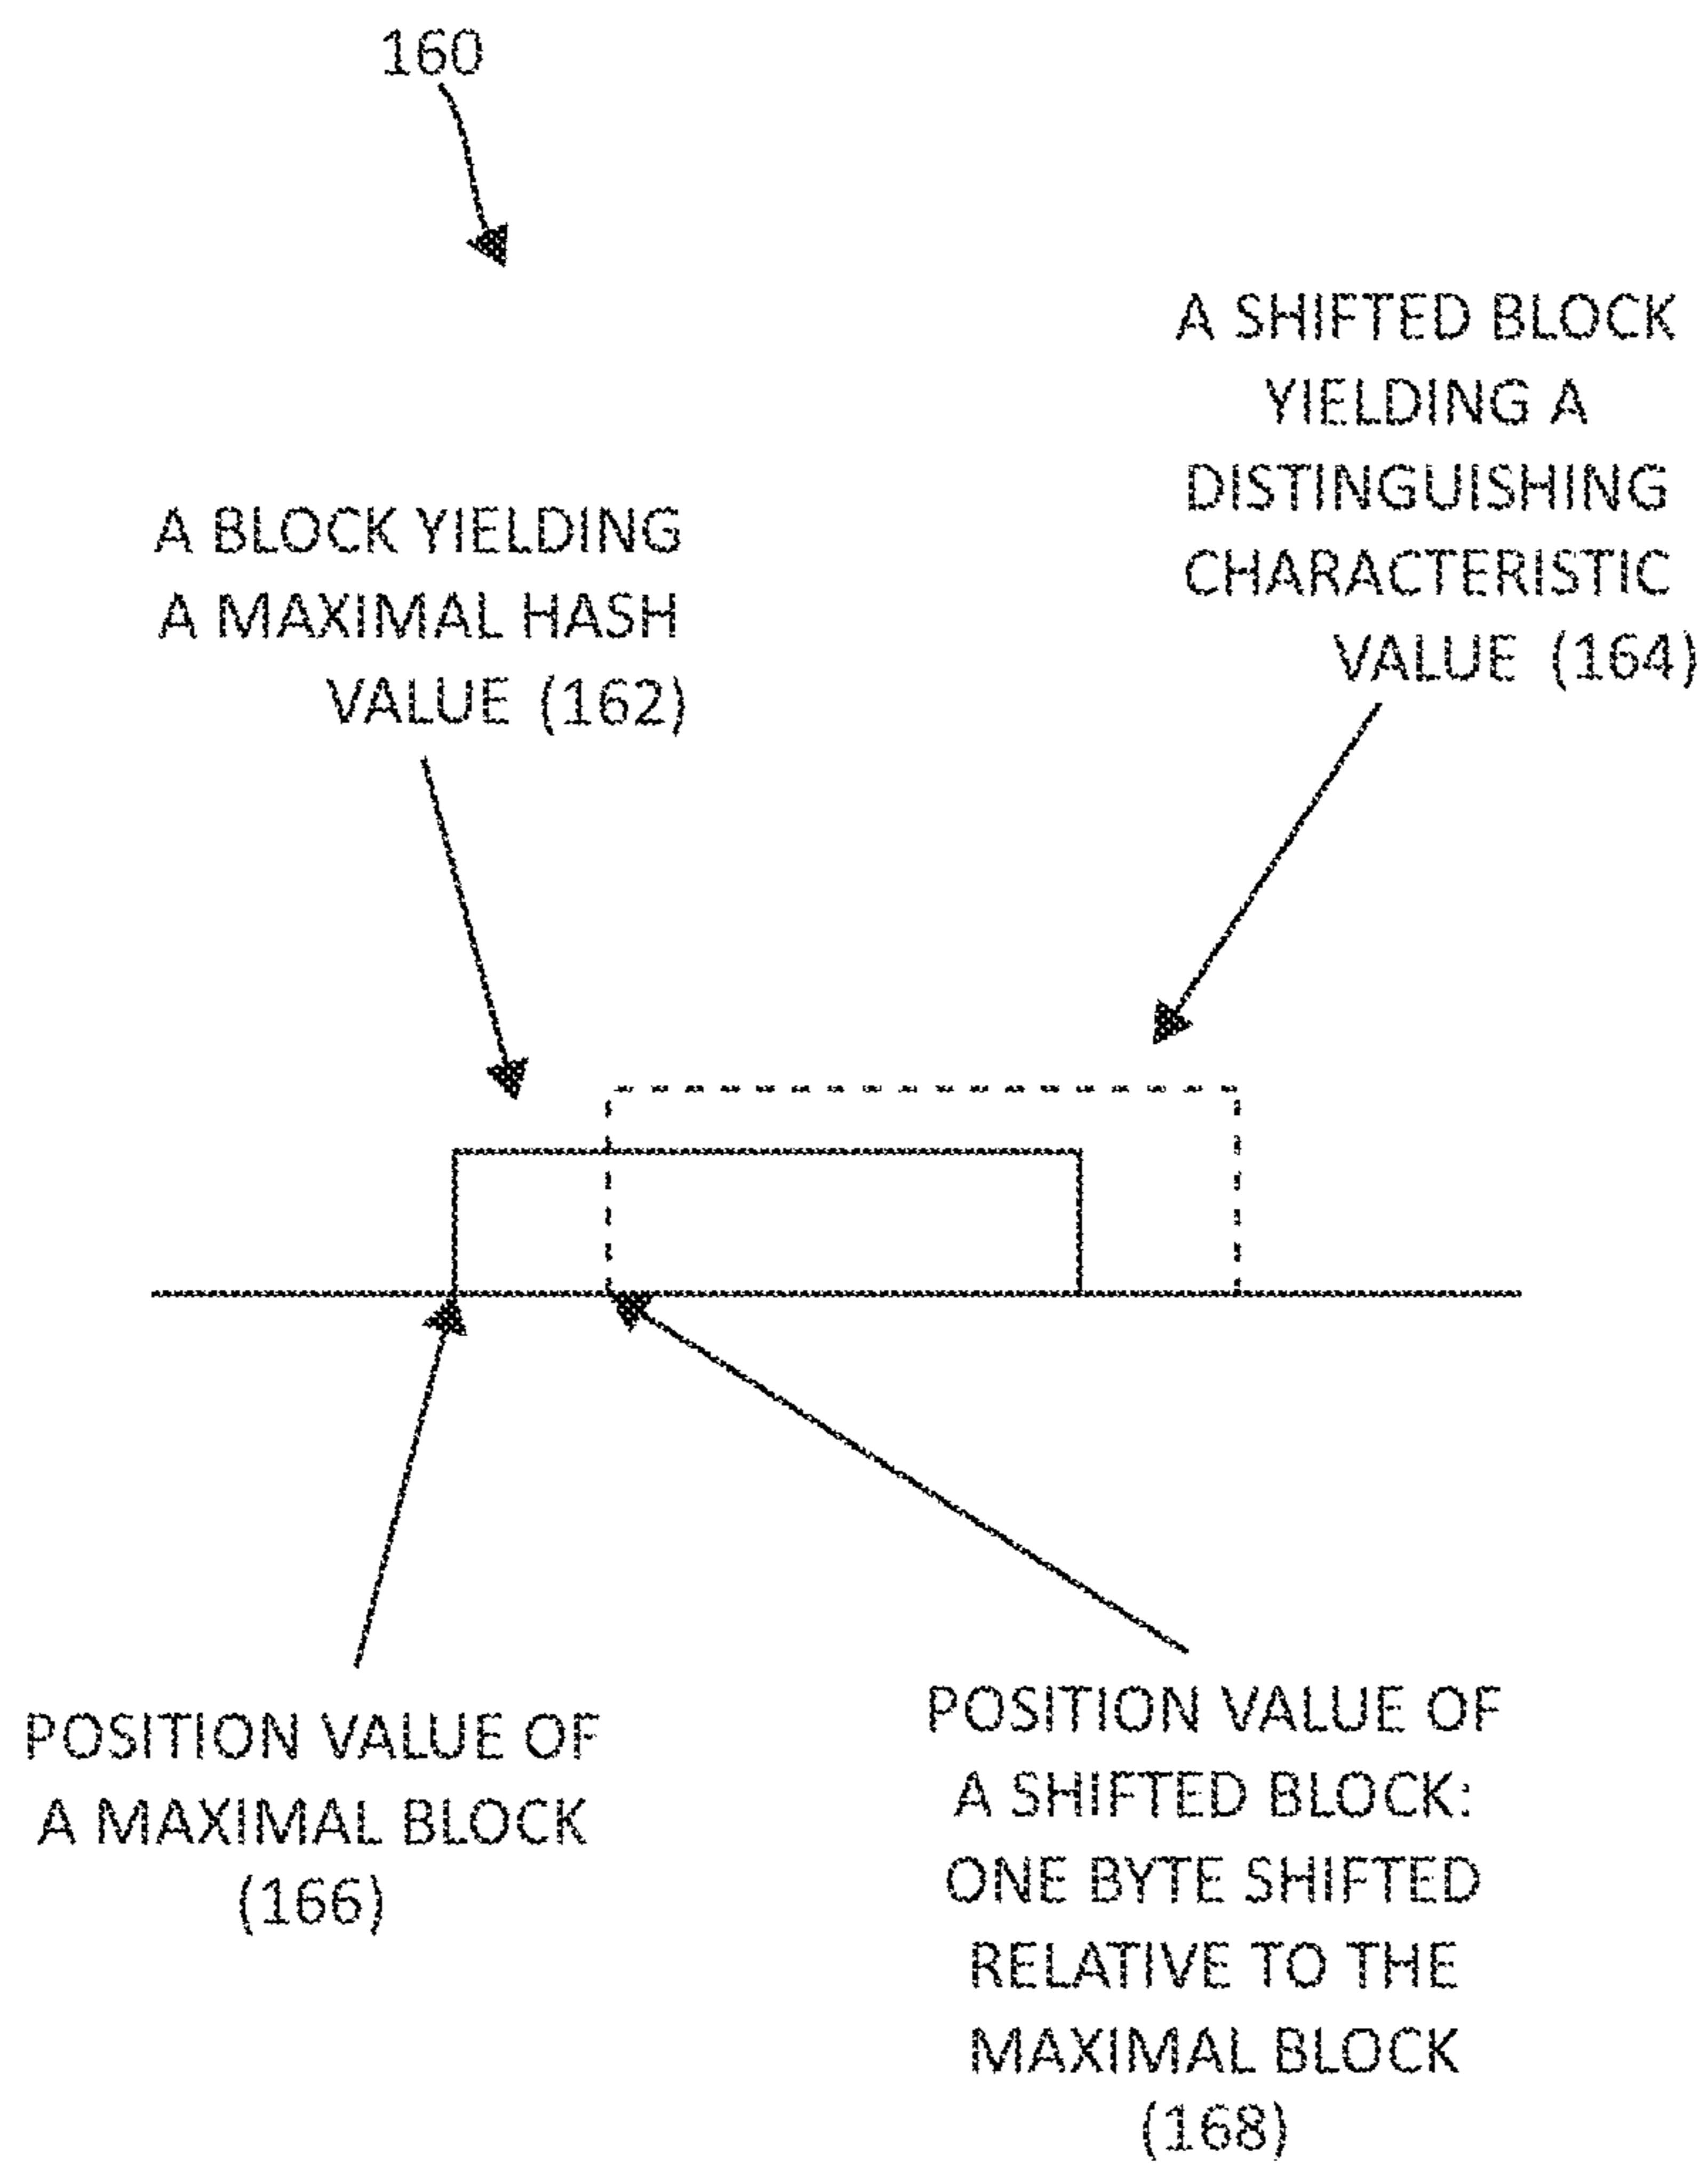 160
A SHIFTED BLOCK
YIELDING A
DISTINGUISHING
CHARACTERISTIC
VALUE (164)
A BLOCK YIELDING
A MAXIMAL HASH
VALUE (162)
POSITION VALUE OF
A MAXIMAL BLOCK
(166)
POSITION VALUE OF
A SHIFTED BLOCK:
ONE BYTE SHIFTED
RELATIVE TO THE
MAXIMAL BLOCK
(168)